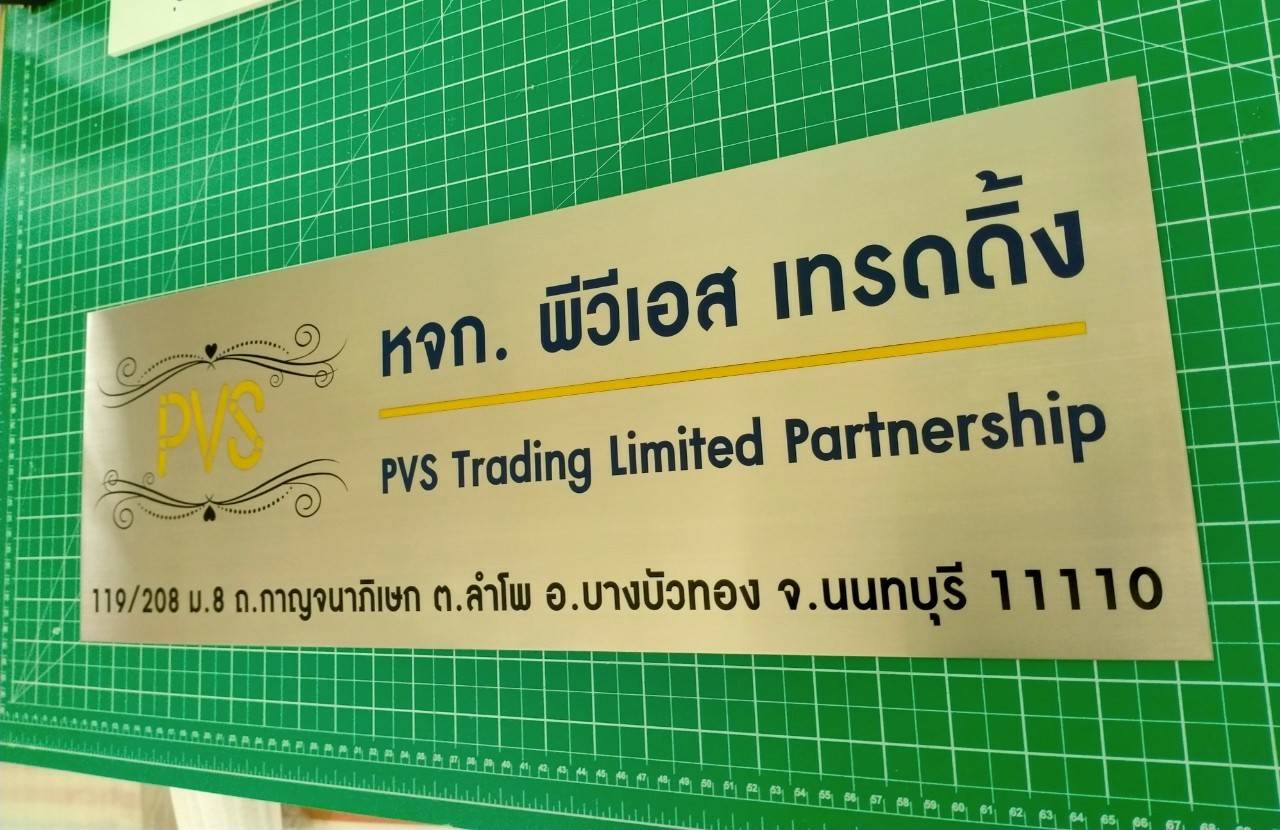 PVS
หจก. พีวีเอส เทรดดิ้ง
PVS Trading Limited Partnership
119/208 ม.8 ถ.กาญจนาภิเษก ต.ลำโพ อ.บางบัวทอง จ.นนทบุรี 11110